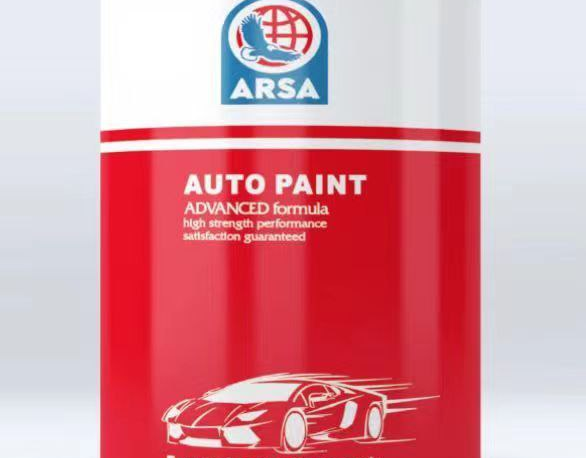 ARSA
AUTO PAINT
ADVANCED formula
high strength performance
satisfaction guaranteed